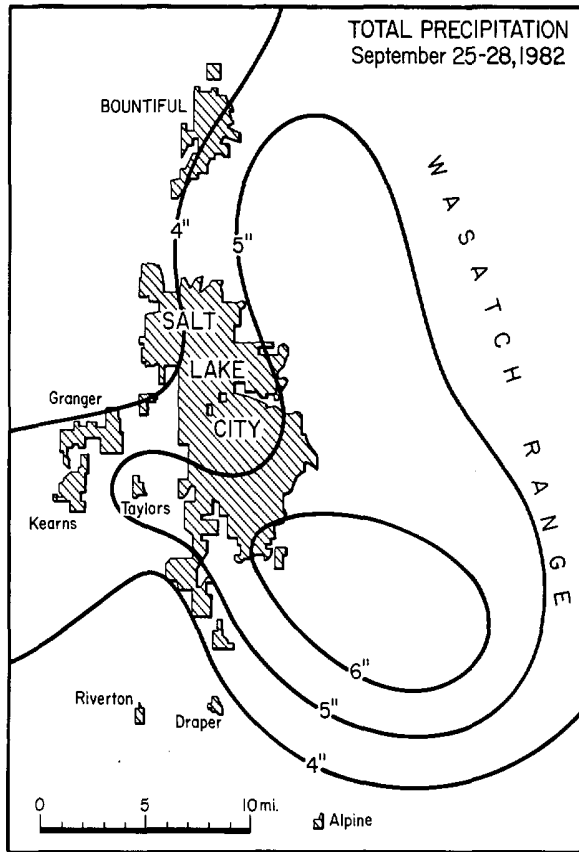 TOTAL PRECIPITATION
September 25-28, 1982
BOUNTIFUL
WASATCH RANGE
4"
5"
SALT
LAKE
CITY
Granger
Kearns
Taylors
6"
5"
4"
Riverton
Draper
0 5 10 mi.
Alpine